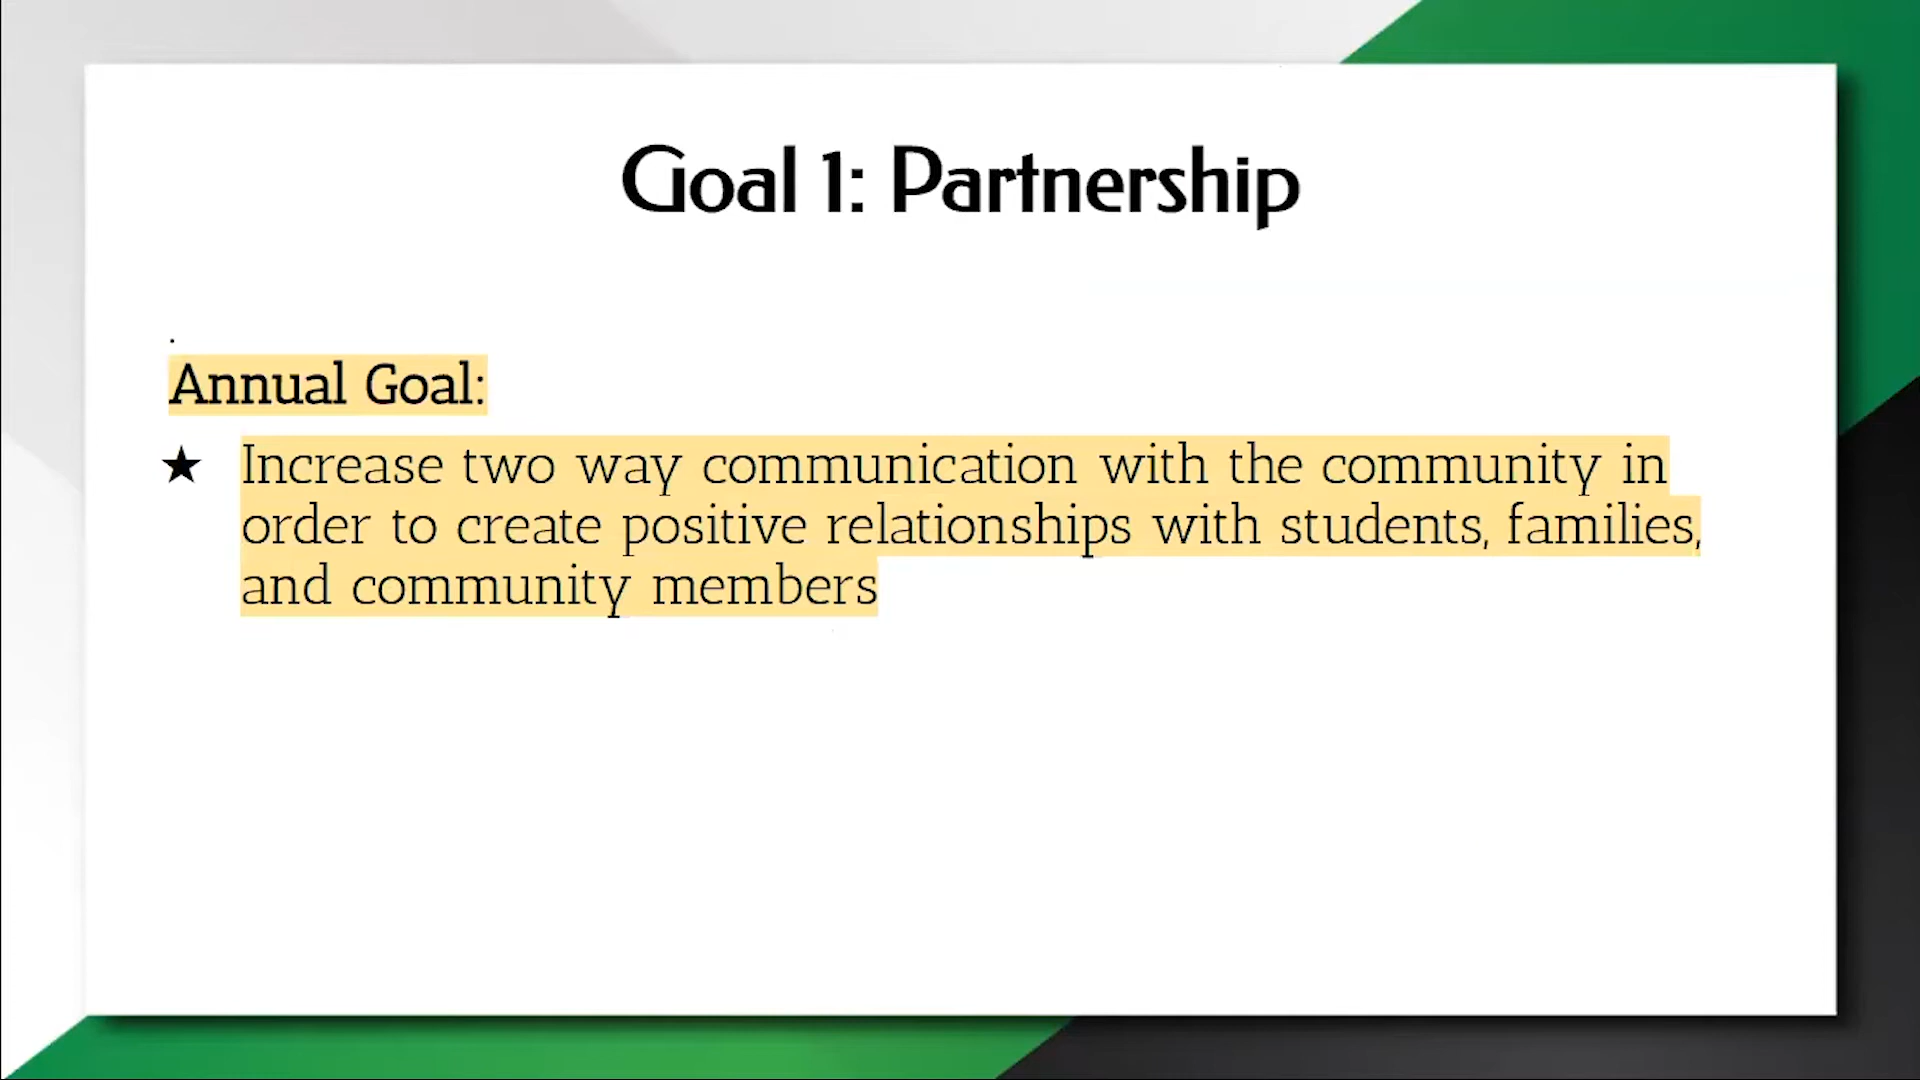 Goal 1: Partnership
.
Annual Goal:
★ Increase two way communication with the community in
order to create positive relationships with students, families,
and community members